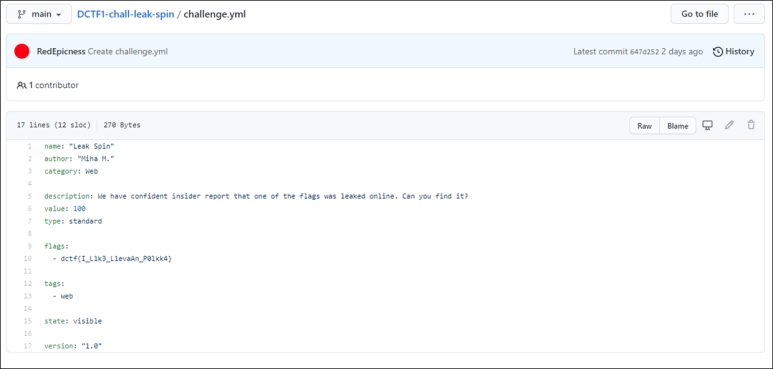 main DCTF1-chall-leak-spin / challenge.yml Go to file ...
RedEpicness Create challenge.yml Latest commit 647d252 2 days ago History
1 contributor
17 lines (12 sloc) 270 Bytes Raw Blame
1 name: "Leak Spin"
2 author: "Miha M."
3 category: Web
4
5 description: We have confident insider report that one of the flags was leaked online. Can you find it?
6 value: 100
7 type: standard
8
9 flags:
10 - dctf{I_L1k3_L1evaAn_P0lkk4}
11
12 tags:
13 - web
14
15 state: visible
16
17 version: "1.0"